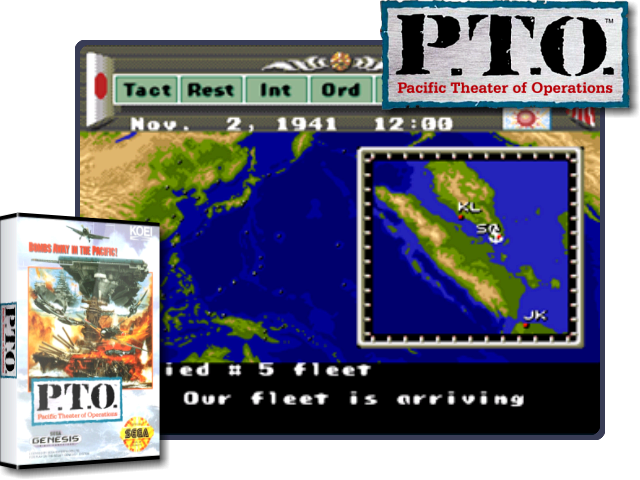 P.T.O.™
Pacific Theater of Operations
Tact Rest Int Ord
Nov. 2, 1941 12:00
KL
SG
JK
ied # 5 fleet
Our fleet is arriving
KOEI
BOMBS AWAY IN THE PACIFIC!
P.T.O.
P.T.O.
Pacific Theater of Operations
GENESIS
SEGA